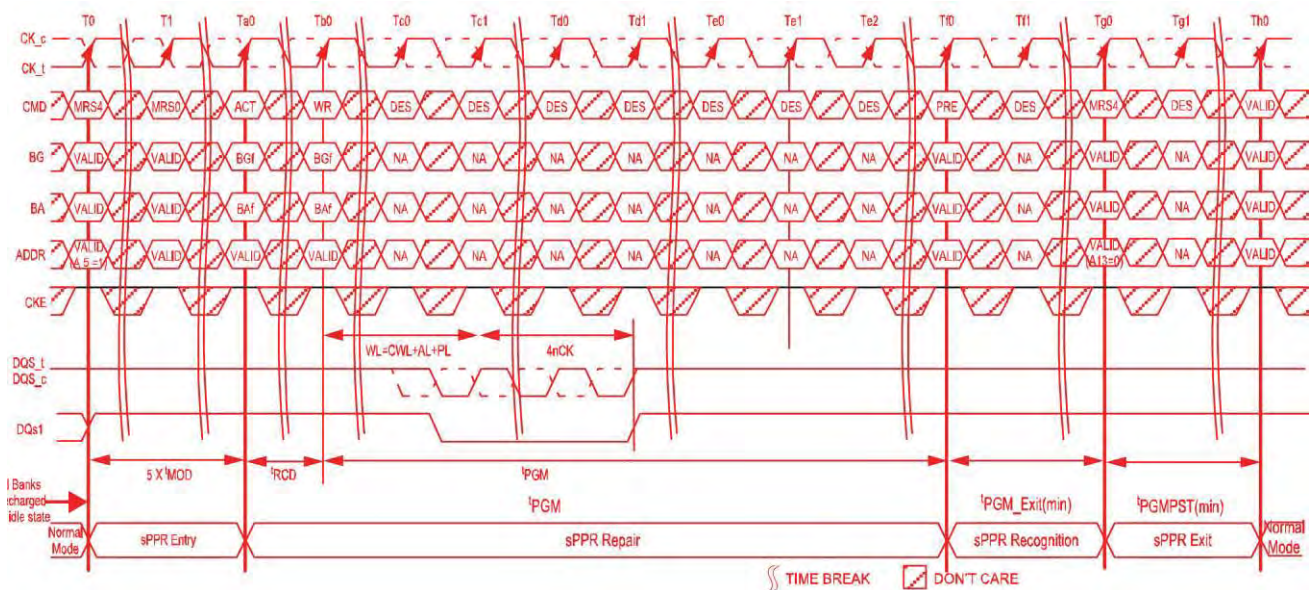 T0 T1 Ta0 Tb0 Tc0 Tc1 Td0 Td1 Te0 Te1 Te2 Tf0 Tf1 Tg0 Tg1 Th0
CK_c
CK_t
CMD MRS4 MRS0 ACT WR DES DES DES DES DES DES DES PRE DES MRS4 DES VALID
BG VALID VALID BGf BGf NA NA NA NA NA NA NA VALID NA VALID NA VALID
BA VALID VALID BAf BAf NA NA NA NA NA NA NA VALID NA VALID NA VALID
ADDR VALID (A 5 =1) VALID VALID VALID NA NA NA NA NA NA NA VALID NA VALID (A13=0) NA VALID
CKE
WL=CWL+AL+PL 4nCK
DQS_t
DQS_c
DQs1
5 X tMOD tRCD tPGM
l Banks
echarged
idle state
tPGM tPGM_Exit(min) tPGMPST(min)
Normal Mode sPPR Entry sPPR Repair sPPR Recognition sPPR Exit Normal Mode
TIME BREAK DON'T CARE